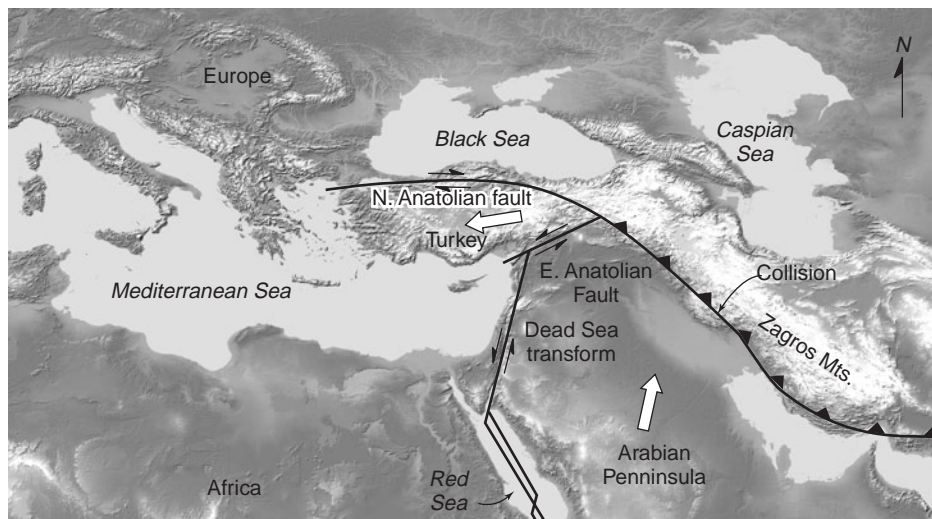 Europe
N
Black Sea
Caspian
Sea
N. Anatolian fault
Turkey
Mediterranean Sea
E. Anatolian
Fault
Collision
Dead Sea
transform
Zagros Mts.
Arabian
Penninsula
Red
Sea
Africa